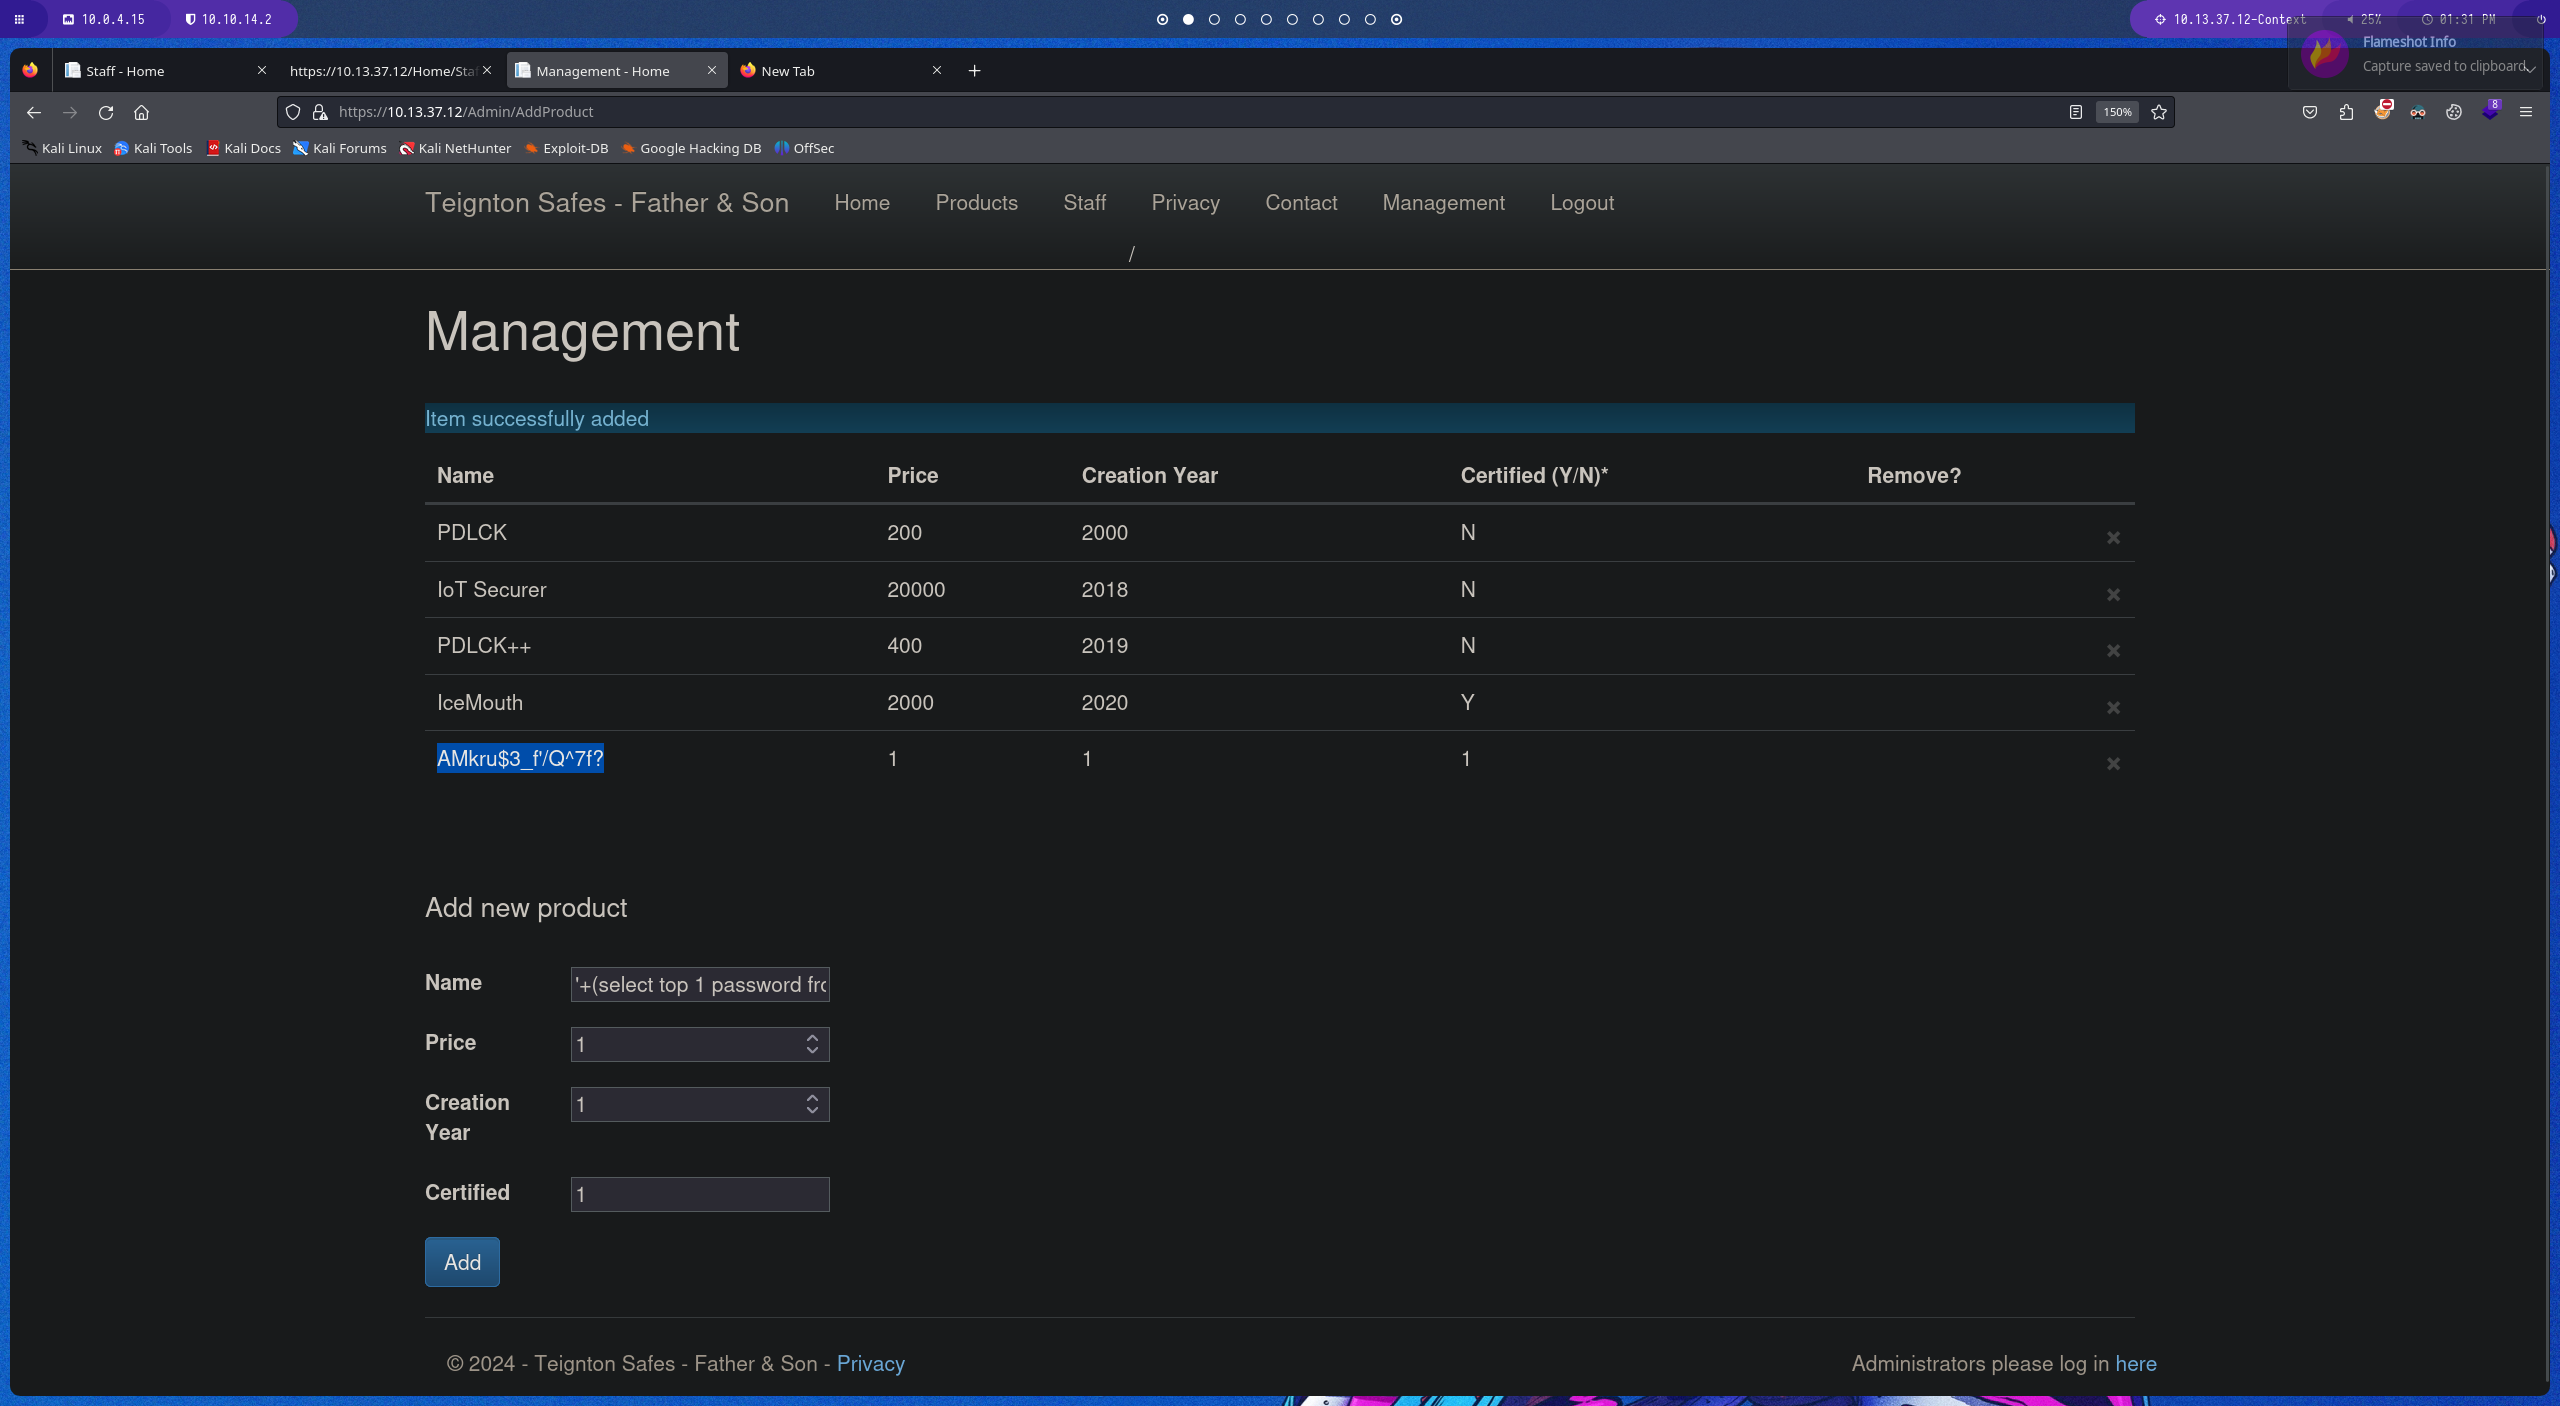 10.0.4.15 10.10.14.2 10.13.37.12-Context 25% 01:31 PM
Flameshot Info
Capture saved to clipboard.
Staff - Home https://10.13.37.12/Home/Staf Management - Home New Tab
https://10.13.37.12/Admin/AddProduct 150% 8
Kali Linux Kali Tools Kali Docs Kali Forums Kali NetHunter Exploit-DB Google Hacking DB OffSec
Teignton Safes - Father & Son Home Products Staff Privacy Contact Management Logout
/
Management
Item successfully added
Name Price Creation Year Certified (Y/N)* Remove?
PDLCK 200 2000 N
IoT Securer 20000 2018 N
PDLCK++ 400 2019 N
IceMouth 2000 2020 Y
AMkru$3_f'/Q^7f? 1 1 1
Add new product
Name '+(select top 1 password fro
Price 1
Creation
Year 1
Certified 1
Add
© 2024 - Teignton Safes - Father & Son - Privacy
Administrators please log in here